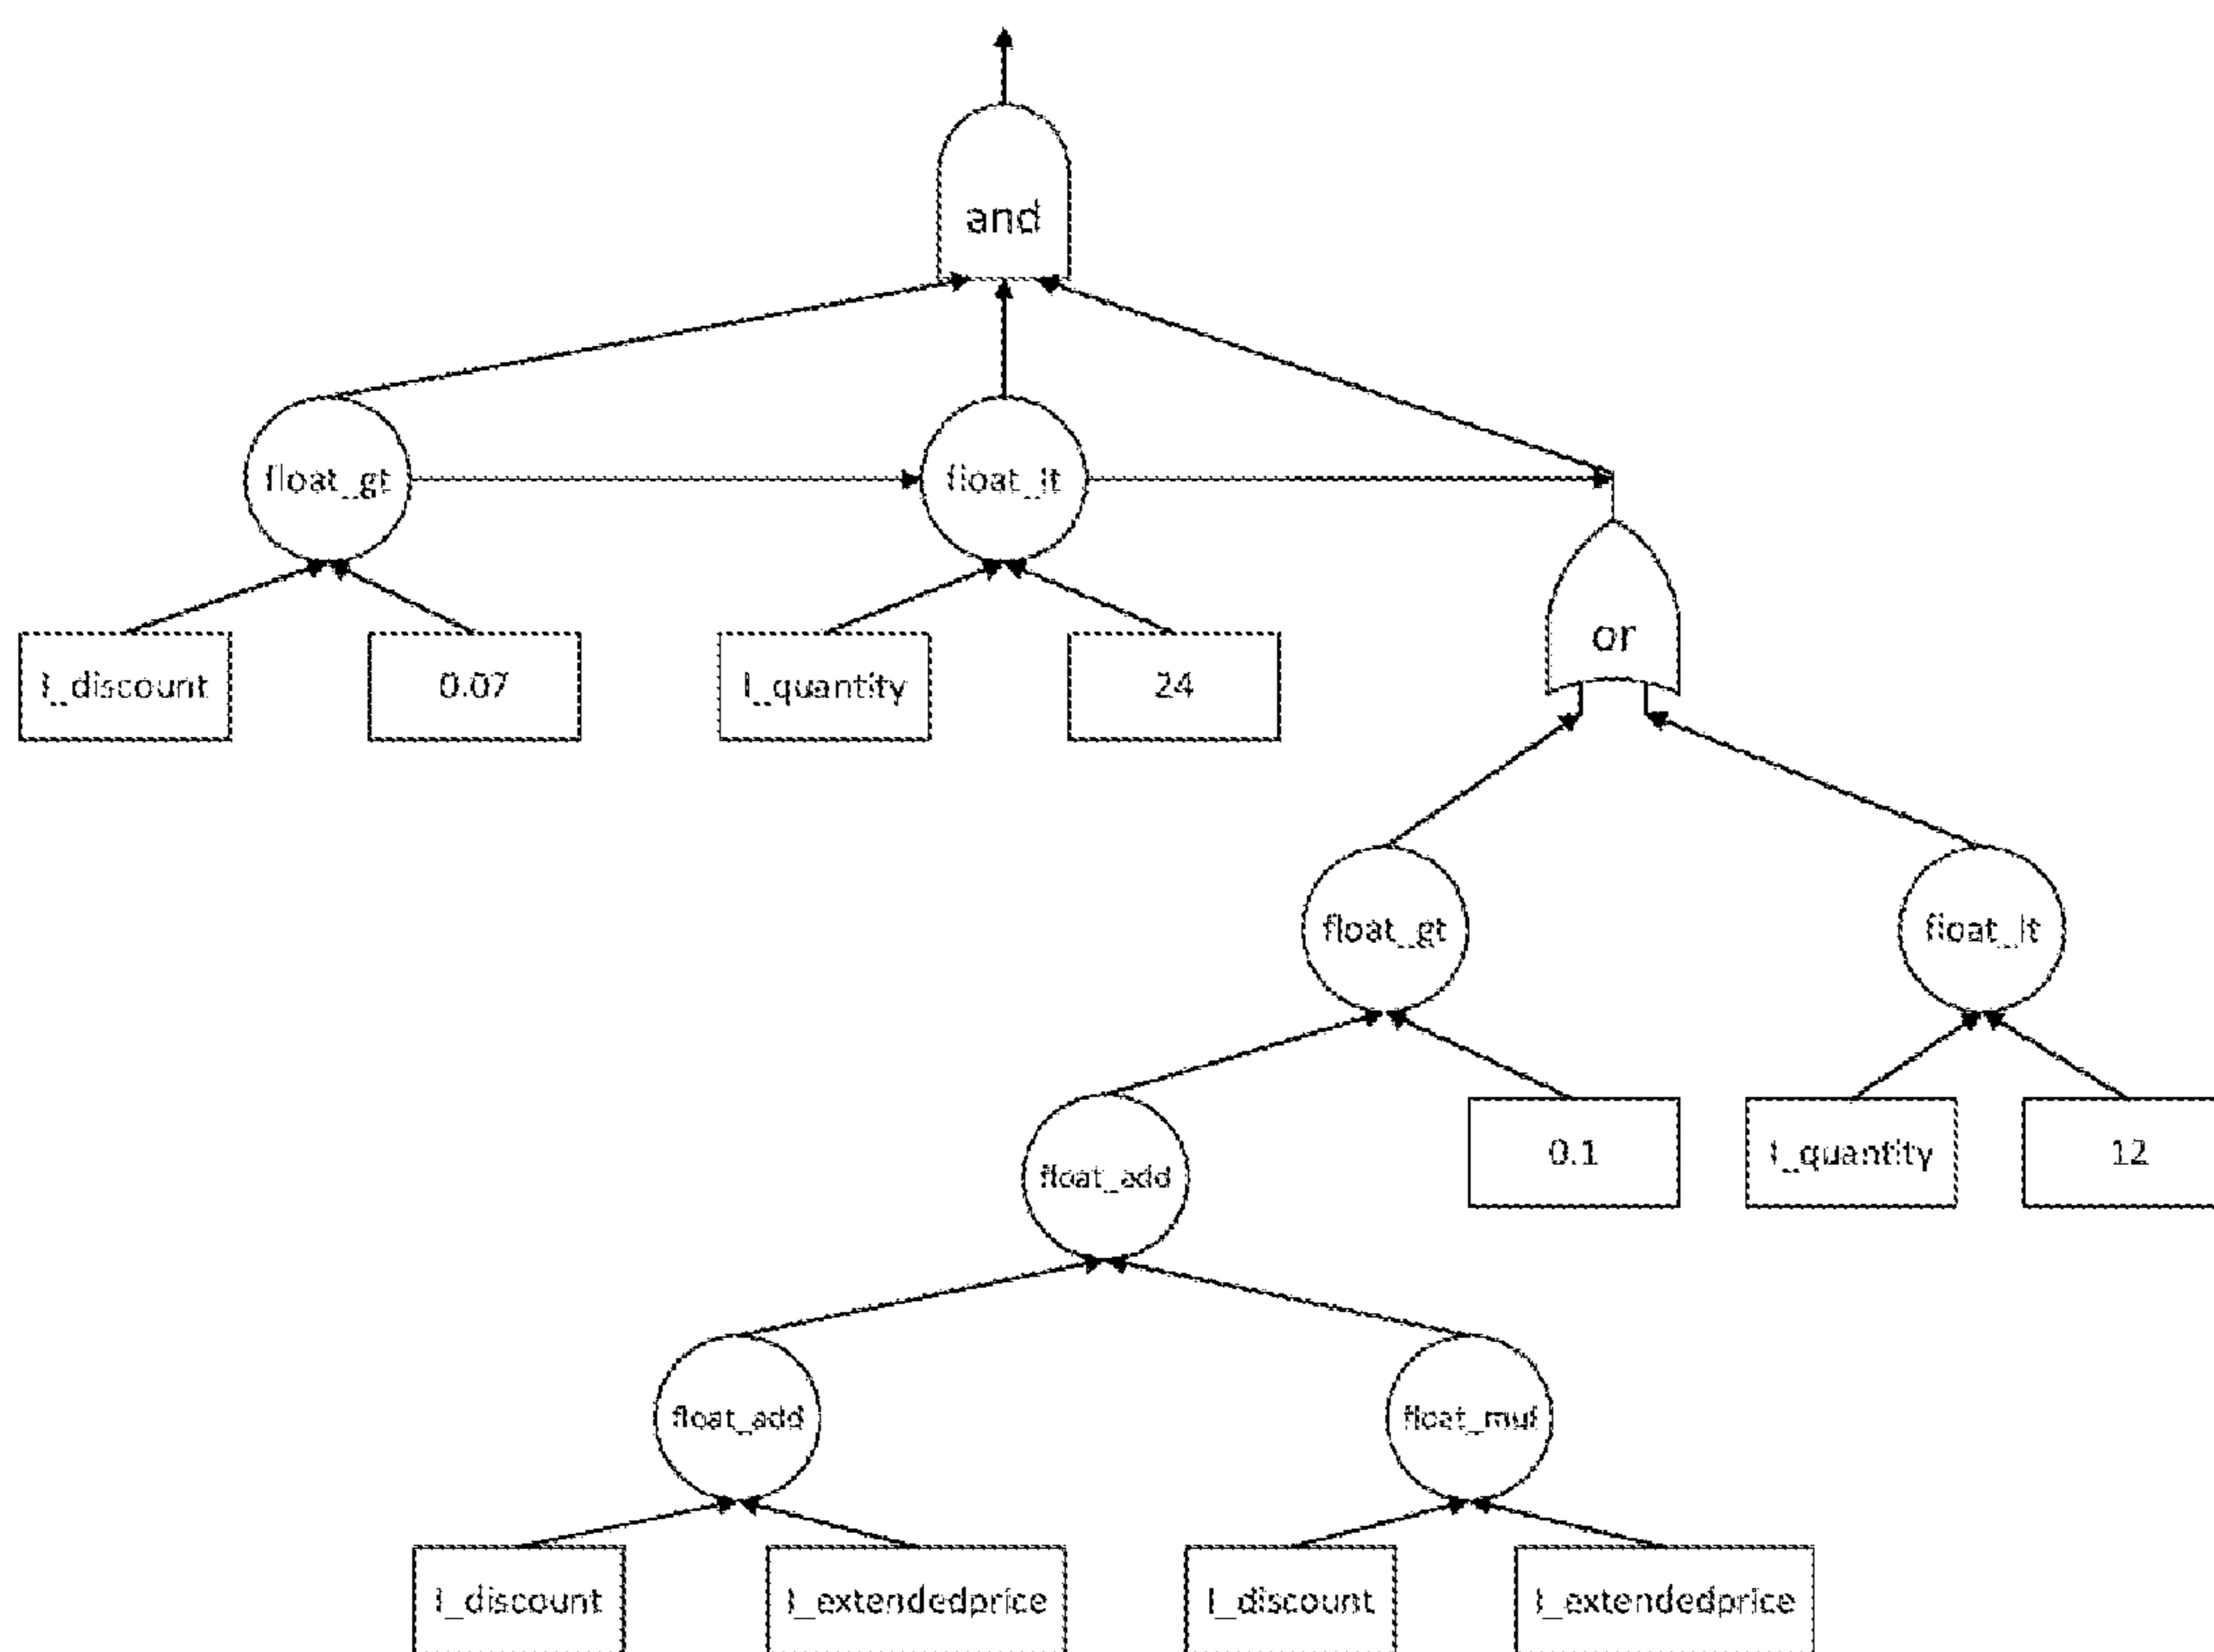 and
float_gt
float_lt
l_discount
0.07
l_quantity
24
or
float_gt
float_lt
float_add
0.1
l_quantity
12
float_add
float_mul
l_discount
l_extendedprice
l_discount
l_extendedprice